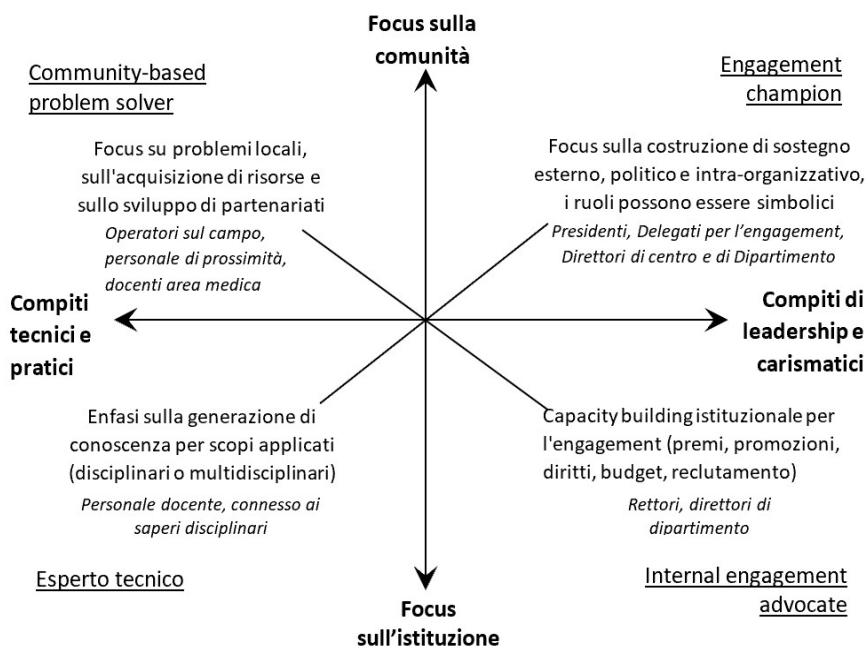 Focus sulla
comunità
Community-based
problem solver
Engagement
champion
Focus su problemi locali,
sull'acquisizione di risorse e
sullo sviluppo di partenariati
Operatori sul campo,
personale di prossimità,
docenti area medica
Focus sulla costruzione di sostegno
esterno, politico e intra-organizzativo,
i ruoli possono essere simbolici
Presidenti, Delegati per l’engagement,
Direttori di centro e di Dipartimento
Compiti
tecnici e
pratici
Compiti di
leadership e
carismatici
Enfasi sulla generazione di
conoscenza per scopi applicati
(disciplinari o multidisciplinari)
Personale docente, connesso ai
saperi disciplinari
Capacity building istituzionale per
l'engagement (premi, promozioni,
diritti, budget, reclutamento)
Rettori, direttori di
dipartimento
Esperto tecnico
Internal engagement
advocate
Focus
sull’istituzione